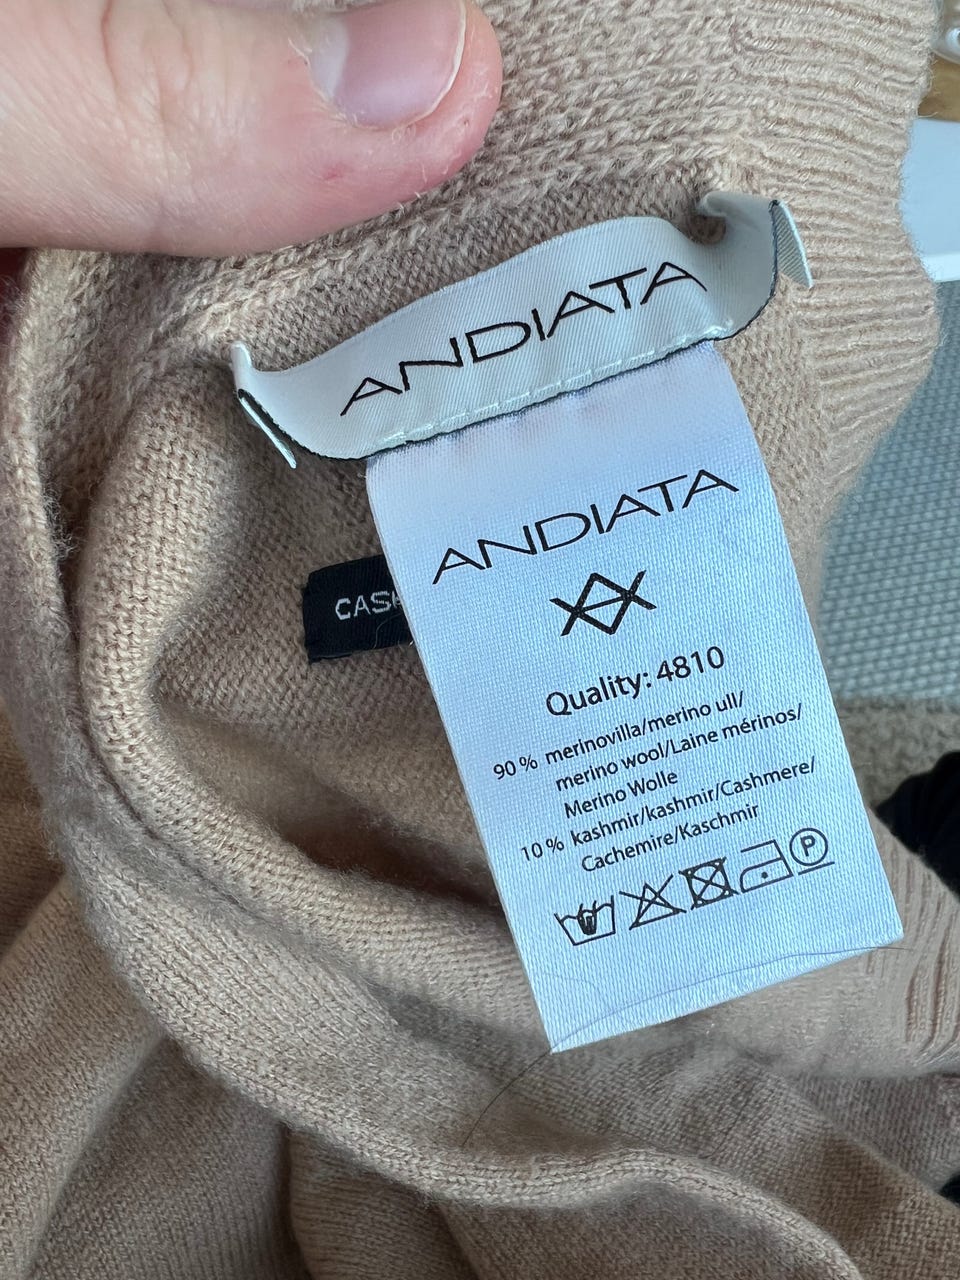 ANDIATA
ANDIATA
Quality: 4810
90 % merinovilla/merino ull/
merino wool/Laine mérinos/
Merino Wolle
10 % kashmir/kashmir/Cashmere/
Cachemire/Kaschmir
P